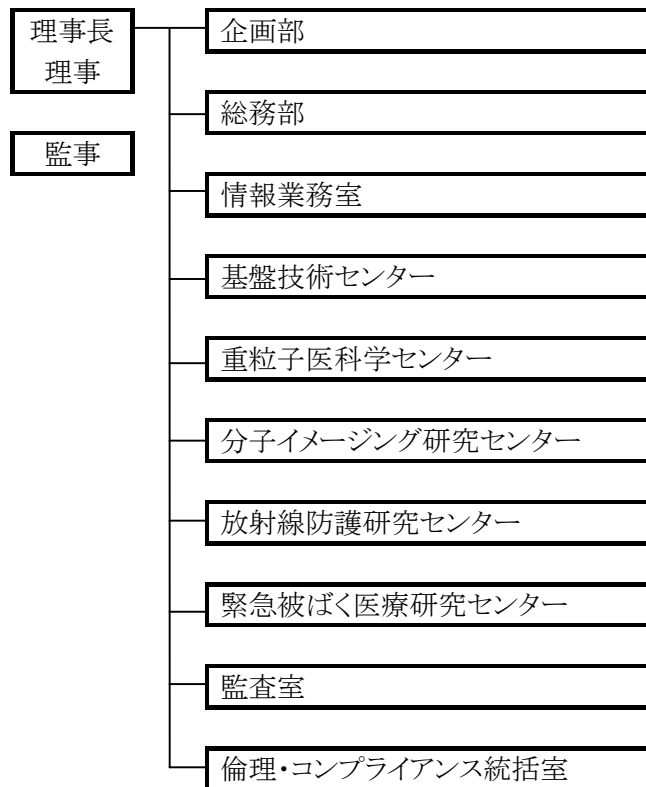 理事長
理事
監事
企画部
総務部
情報業務室
基盤技術センター
重粒子医科学センター
分子イメージング研究センター
放射線防護研究センター
緊急被ばく医療研究センター
監査室
倫理・コンプライアンス統括室